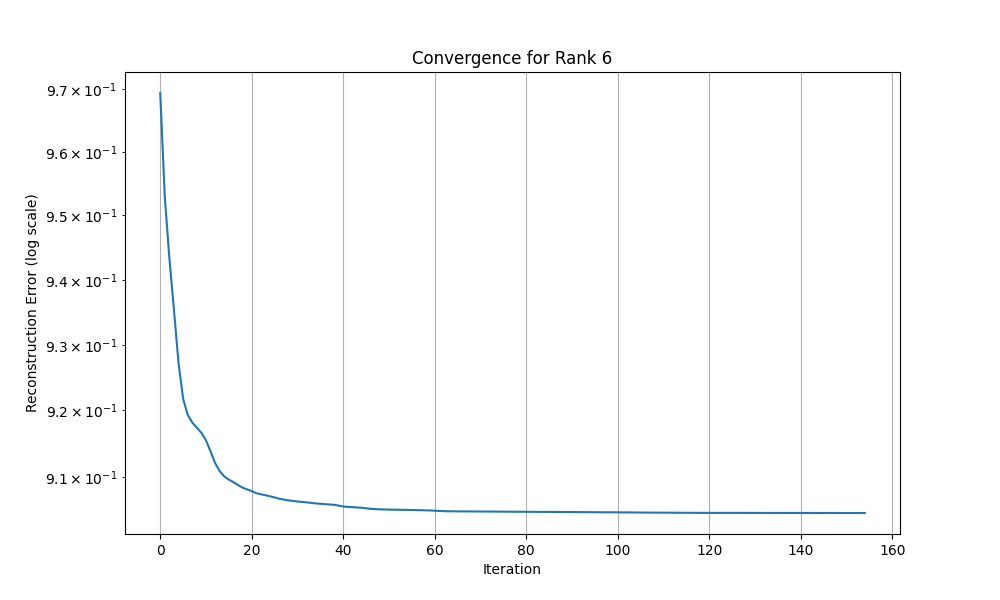 Convergence for Rank 6
Reconstruction Error (log scale)
9.7 × 10⁻¹
9.6 × 10⁻¹
9.5 × 10⁻¹
9.4 × 10⁻¹
9.3 × 10⁻¹
9.2 × 10⁻¹
9.1 × 10⁻¹
0 20 40 60 80 100 120 140 160
Iteration